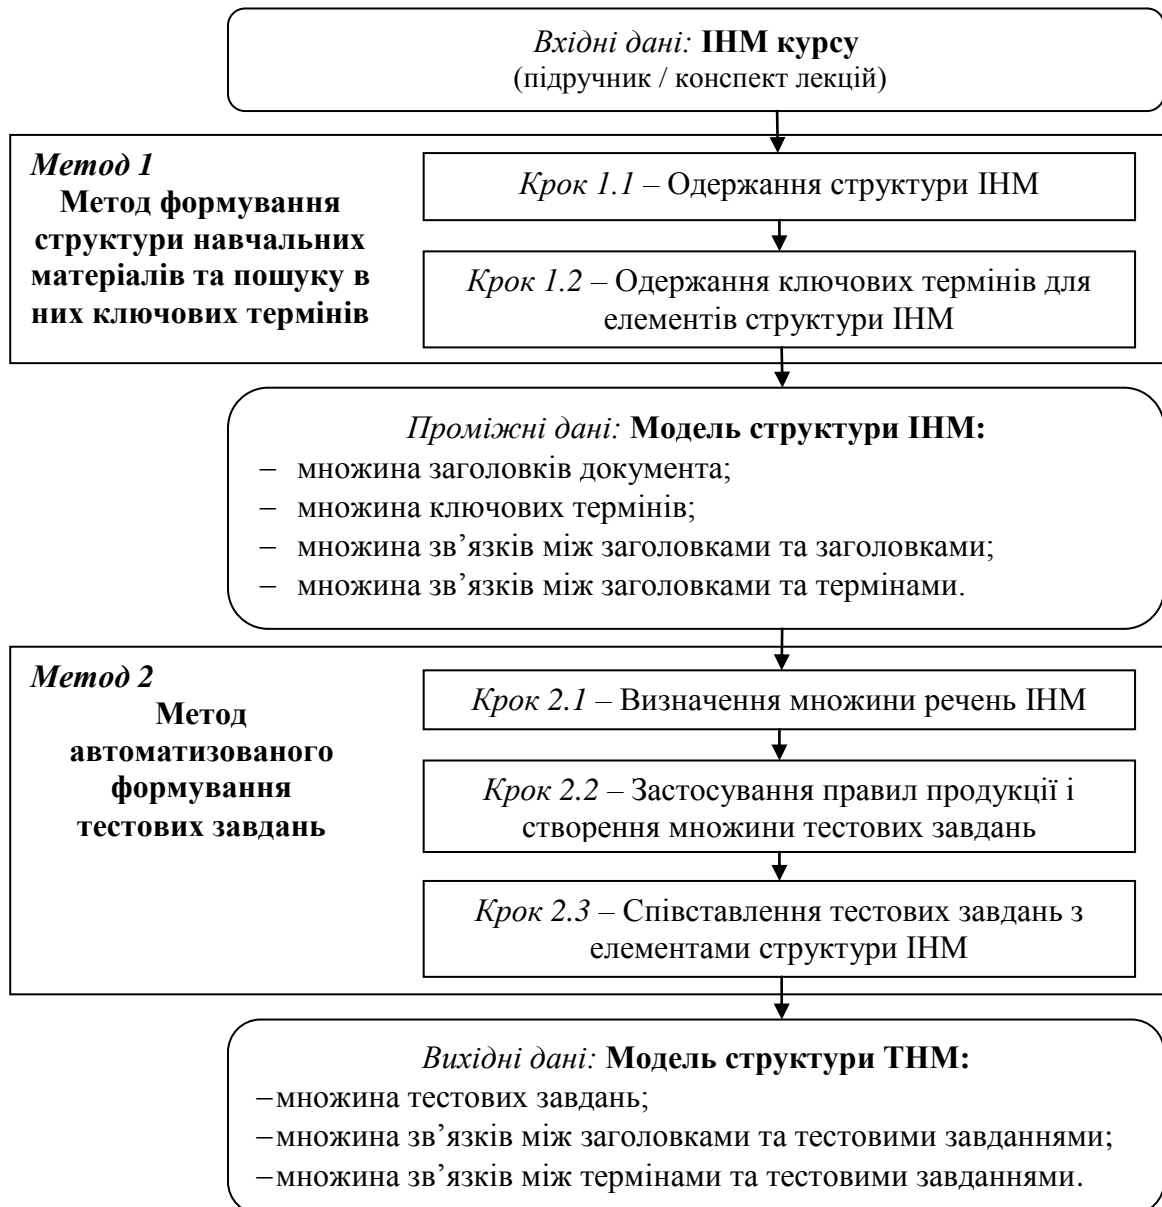 Вхідні дані: ІНМ курсу
(підручник / конспект лекцій)
Метод 1
Метод формування
структури навчальних
матеріалів та пошуку в
них ключових термінів
Крок 1.1 – Одержання структури ІНМ
Крок 1.2 – Одержання ключових термінів для
елементів структури ІНМ
Проміжні дані: Модель структури ІНМ:
– множина заголовків документа;
– множина ключових термінів;
– множина зв’язків між заголовками та заголовками;
– множина зв’язків між заголовками та термінами.
Метод 2
Метод
автоматизованого
формування
тестових завдань
Крок 2.1 – Визначення множини речень ІНМ
Крок 2.2 – Застосування правил продукції і
створення множини тестових завдань
Крок 2.3 – Співставлення тестових завдань з
елементами структури ІНМ
Вихідні дані: Модель структури ТНМ:
–множина тестових завдань;
–множина зв’язків між заголовками та тестовими завданнями;
–множина зв’язків між термінами та тестовими завданнями.